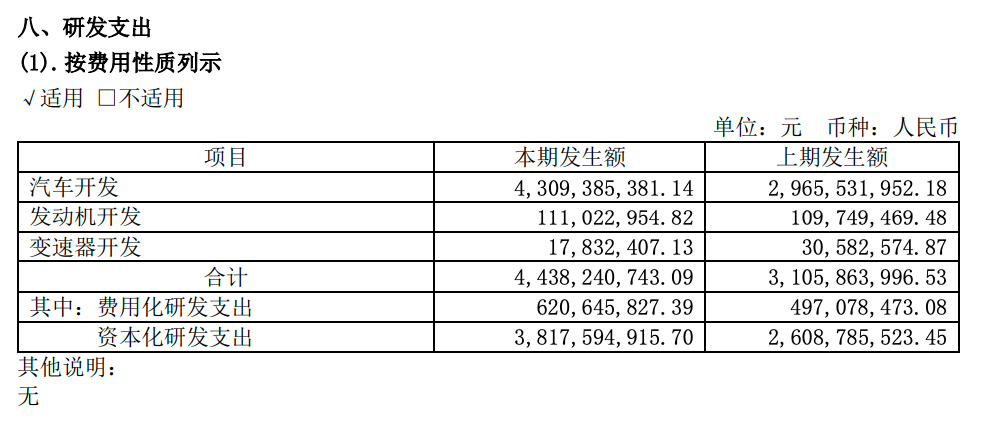 八、研发支出
(1).按费用性质列示
√适用 □不适用
单位：元 币种：人民币
项目 本期发生额 上期发生额
汽车开发 4,309,385,381.14 2,965,531,952.18
发动机开发 111,022,954.82 109,749,469.48
变速器开发 17,832,407.13 30,582,574.87
合计 4,438,240,743.09 3,105,863,996.53
其中：费用化研发支出 620,645,827.39 497,078,473.08
资本化研发支出 3,817,594,915.70 2,608,785,523.45
其他说明：
无